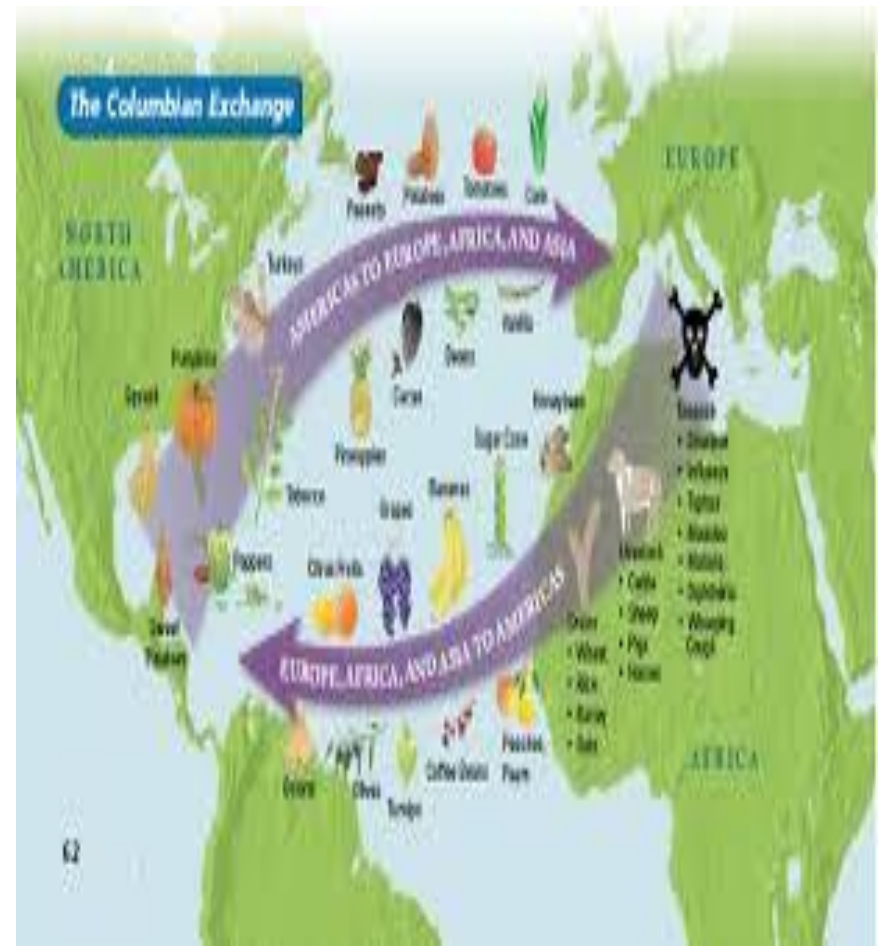 The Columbian Exchange
NORTH
AMERICA
EUROPE
AFRICA
Peanuts
Potatoes
Tomatoes
Corn
AMERICAS TO EUROPE, AFRICA, AND ASIA
Turkeys
Pumpkins
Squash
Cacao
Beans
Vanilla
Pineapples
Tobacco
Peppers
Sweet
Potatoes
Honeybees
Sugar Cane
Bananas
Grapes
Citrus Fruits
EUROPE, AFRICA, AND ASIA TO AMERICAS
Onions
Olives
Turnips
Coffee Beans
Peaches
Pears
Grains
• Wheat
• Rice
• Barley
• Oats
Livestock
• Cattle
• Sheep
• Pigs
• Horses
Diseases
• Smallpox
• Influenza
• Typhus
• Measles
• Malaria
• Diphtheria
• Whooping
Cough
62